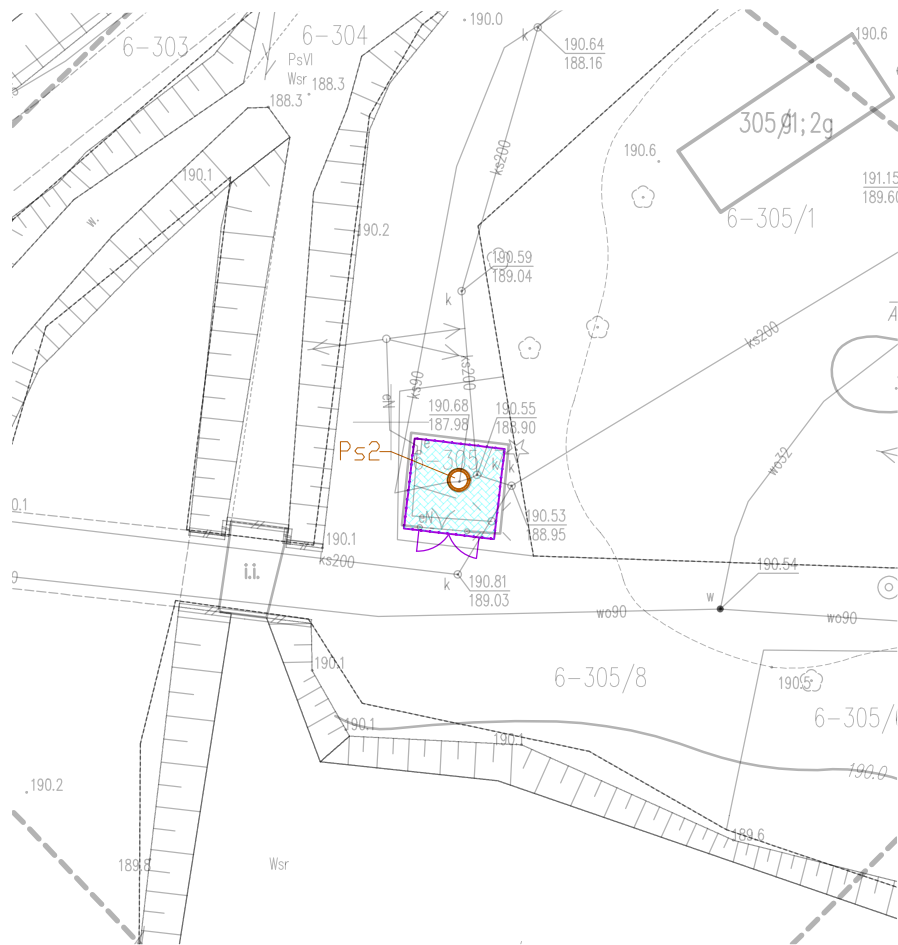 190.0
6-303
6-304
k
190.64
188.16
190.6
PsVI
Wsr
188.3
188.3
ks200
190.6
190.1
191.15
189.60
w.
6-305/1
190.2
190.59
189.04
k
ks200
ks90
ks200
eN
190.68
187.98
190.55
188.90
e
Ps2
6-305
k
k
wo32
0.1
eN
190.53
188.95
190.1
ks200
i.i.
k
190.81
189.03
190.54
w
wo90
wo90
190.1
6-305/8
190.5
190.1
190.1
6-305/
190.0
190.2
189.6
189.8
Wsr